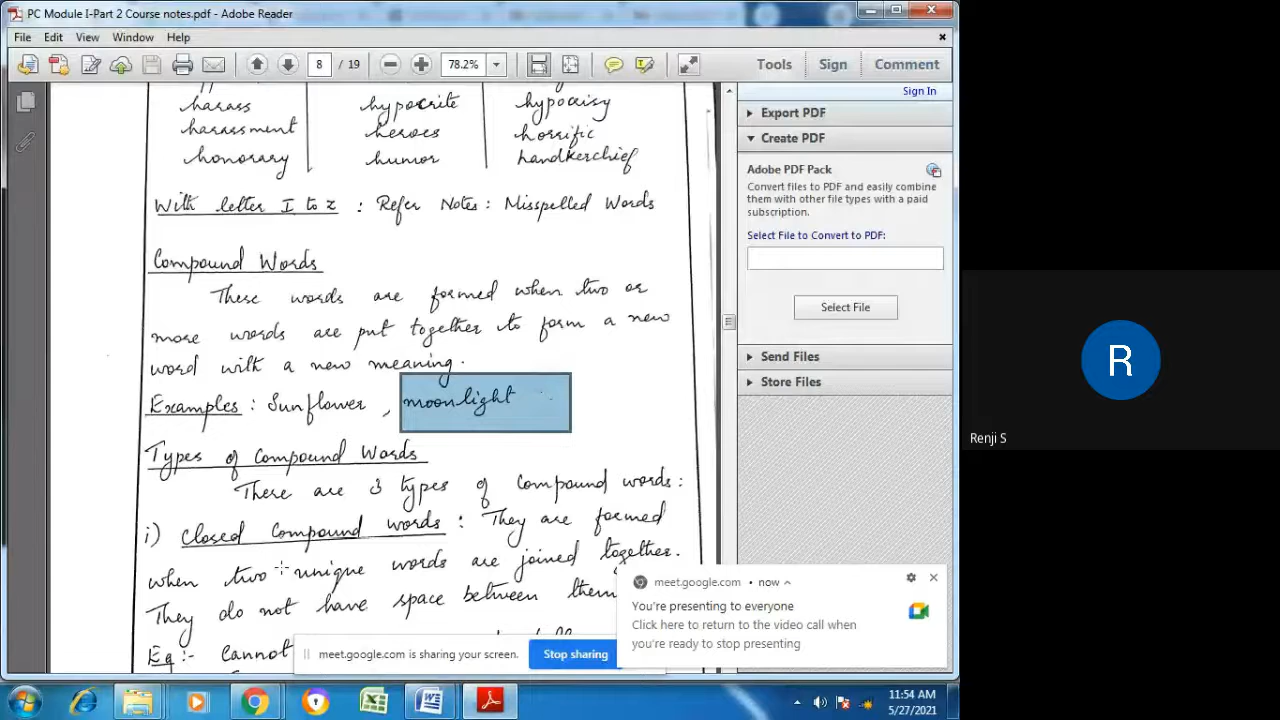 PC Module I-Part 2 Course notes.pdf - Adobe Reader
File Edit View Window Help
8 / 19 78.2% Tools Sign Comment
Sign In
harass hypocrite hypocrisy
harassment heroes horrific
honorary humor handkerchief
With letter I to z : Refer Notes: Misspelled Words
Compound Words
These words are formed when two or
more words are put together to form a new
word with a new meaning.
Examples : Sunflower , moonlight
Types of Compound Words
There are 3 types of compound words:
i) Closed Compound words : They are formed
when two unique words are joined together.
They do not have space between them
Eg:- Cannot
Export PDF
Create PDF
Adobe PDF Pack
Convert files to PDF and easily combine
them with other file types with a paid
subscription.
Select File to Convert to PDF:
Select File
Send Files
Store Files
meet.google.com • now
You're presenting to everyone
Click here to return to the video call when
you're ready to stop presenting
meet.google.com is sharing your screen. Stop sharing
11:54 AM
5/27/2021
R
Renji S